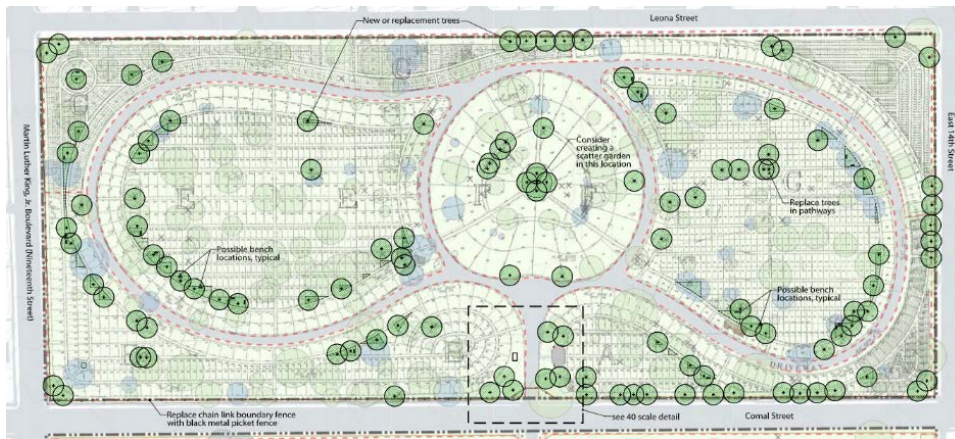 Leona Street
New or replacement trees
Consider
creating a
scatter garden
in this location
Martin Luther King, Jr. Boulevard (Nineteenth Street)
East 14th Street
Replace trees
in pathways
Possible bench
locations, typical
Possible bench
locations, typical
G
C
E
E
F
F
C
D
B
A
DRIVEWAY
Replace chain link boundary fence
with black metal picket fence
see 40 scale detail
Comal Street